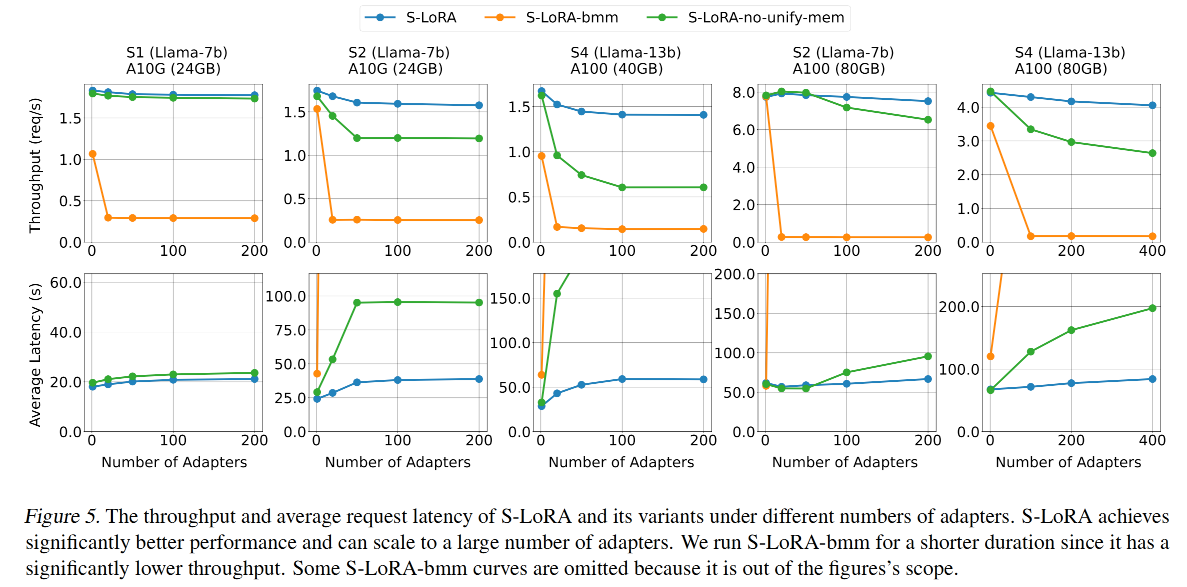 S-LoRA S-LoRA-bmm S-LoRA-no-unify-mem
S1 (Llama-7b)
A10G (24GB)
S2 (Llama-7b)
A10G (24GB)
S4 (Llama-13b)
A100 (40GB)
S2 (Llama-7b)
A100 (80GB)
S4 (Llama-13b)
A100 (80GB)
Throughput (req/s)
1.5
1.0
0.5
0.0
0 100 200
1.5
1.0
0.5
0.0
0 100 200
1.5
1.0
0.5
0.0
0 100 200
8.0
6.0
4.0
2.0
0.0
0 100 200
4.0
3.0
2.0
1.0
0.0
0 200 400
Average Latency (s)
60.0
40.0
20.0
0.0
0 100 200
Number of Adapters
100.0
75.0
50.0
25.0
0.0
0 100 200
Number of Adapters
150.0
100.0
50.0
0.0
0 100 200
Number of Adapters
200.0
150.0
100.0
50.0
0.0
0 100 200
Number of Adapters
200.0
100.0
0.0
0 200 400
Number of Adapters
Figure 5. The throughput and average request latency of S-LoRA and its variants under different numbers of adapters. S-LoRA achieves
significantly better performance and can scale to a large number of adapters. We run S-LoRA-bmm for a shorter duration since it has a
significantly lower throughput. Some S-LoRA-bmm curves are omitted because it is out of the figures's scope.